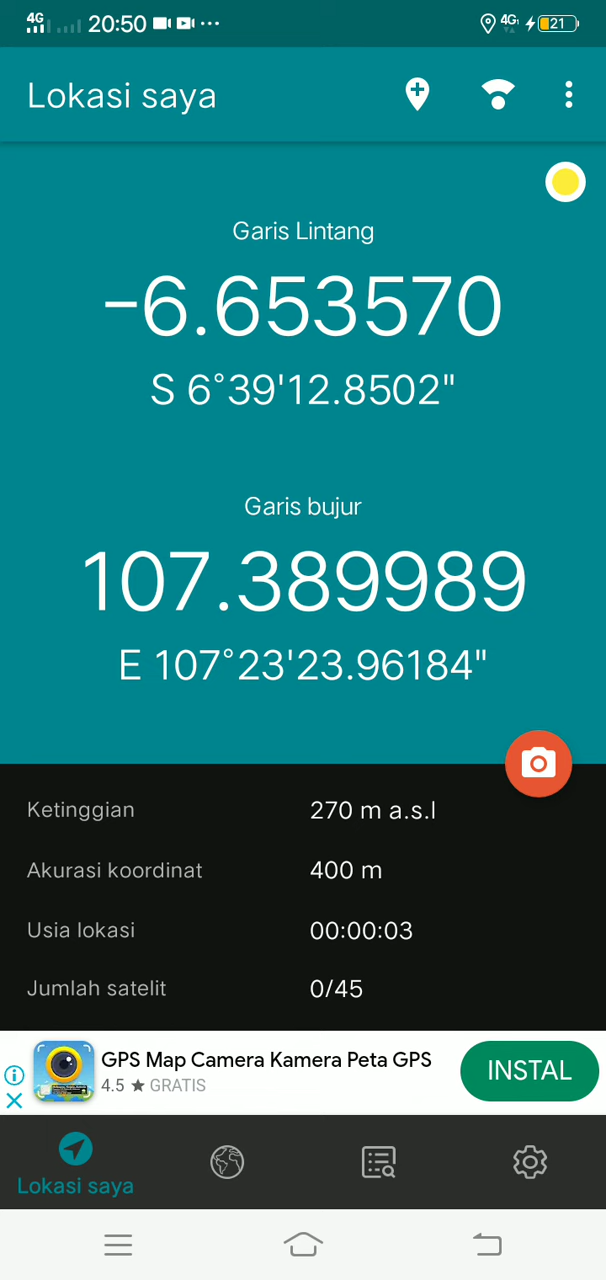 4G 20:50 ··· 4G 21
Lokasi saya
Garis Lintang
−6.653570
S 6°39'12.8502"
Garis bujur
107.389989
E 107°23'23.96184"
Ketinggian 270 m a.s.l
Akurasi koordinat 400 m
Usia lokasi 00:00:03
Jumlah satelit 0/45
GPS Map Camera Kamera Peta GPS
4.5 ★ GRATIS
INSTAL
Lokasi saya